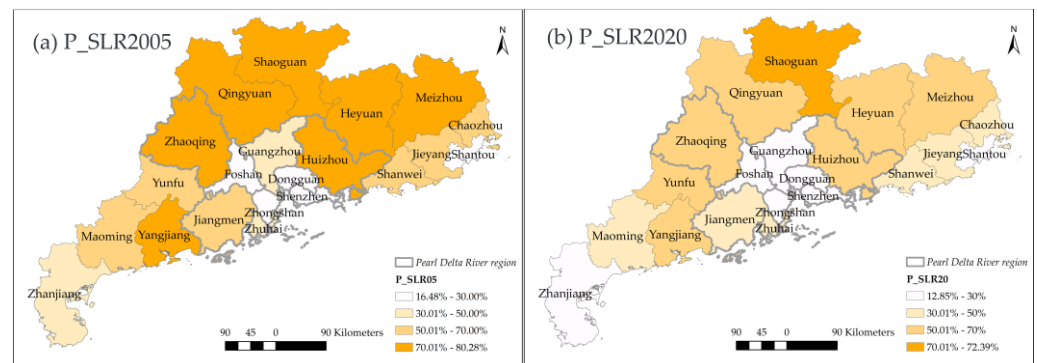 (a) P_SLR2005
N
Shaoguan
Qingyuan
Meizhou
Heyuan
Chaozhou
Zhaoqing
Guangzhou
Huizhou
Jieyang
Shantou
Foshan
Dongguan
Shanwei
Yunfu
Shenzhen
Jiangmen
Zhongshan
Zhuhai
Maoming
Yangjiang
Zhanjiang
Pearl Delta River region
P_SLR05
16.48% - 30.00%
30.01% - 50.00%
50.01% - 70.00%
70.01% - 80.28%
90 45 0 90 Kilometers
(b) P_SLR2020
N
Shaoguan
Qingyuan
Meizhou
Heyuan
Chaozhou
Zhaoqing
Guangzhou
Huizhou
Jieyang
Shantou
Foshan
Dongguan
Shanwei
Yunfu
Shenzhen
Jiangmen
Zhongshan
Zhuhai
Maoming
Yangjiang
Zhanjiang
Pearl Delta River region
P_SLR20
12.85% - 30%
30.01% - 50%
50.01% - 70%
70.01% - 72.39%
90 45 0 90 Kilometers